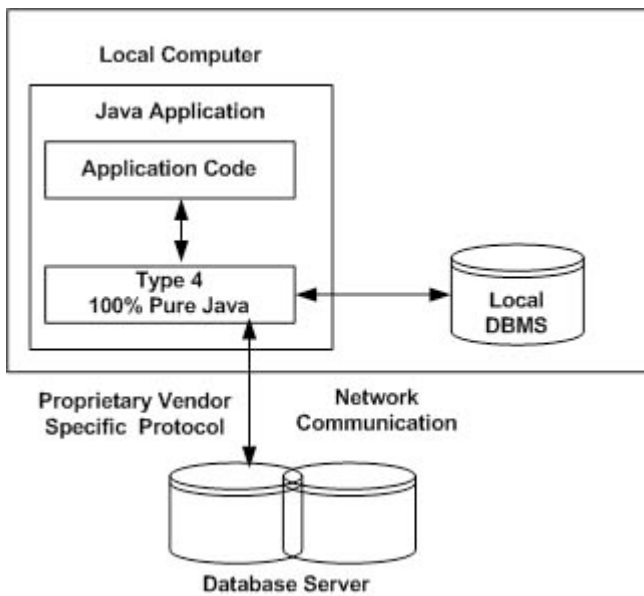 Local Computer
Java Application
Application Code
Type 4
100% Pure Java
Local
DBMS
Proprietary Vendor
Specific Protocol
Network
Communication
Database Server